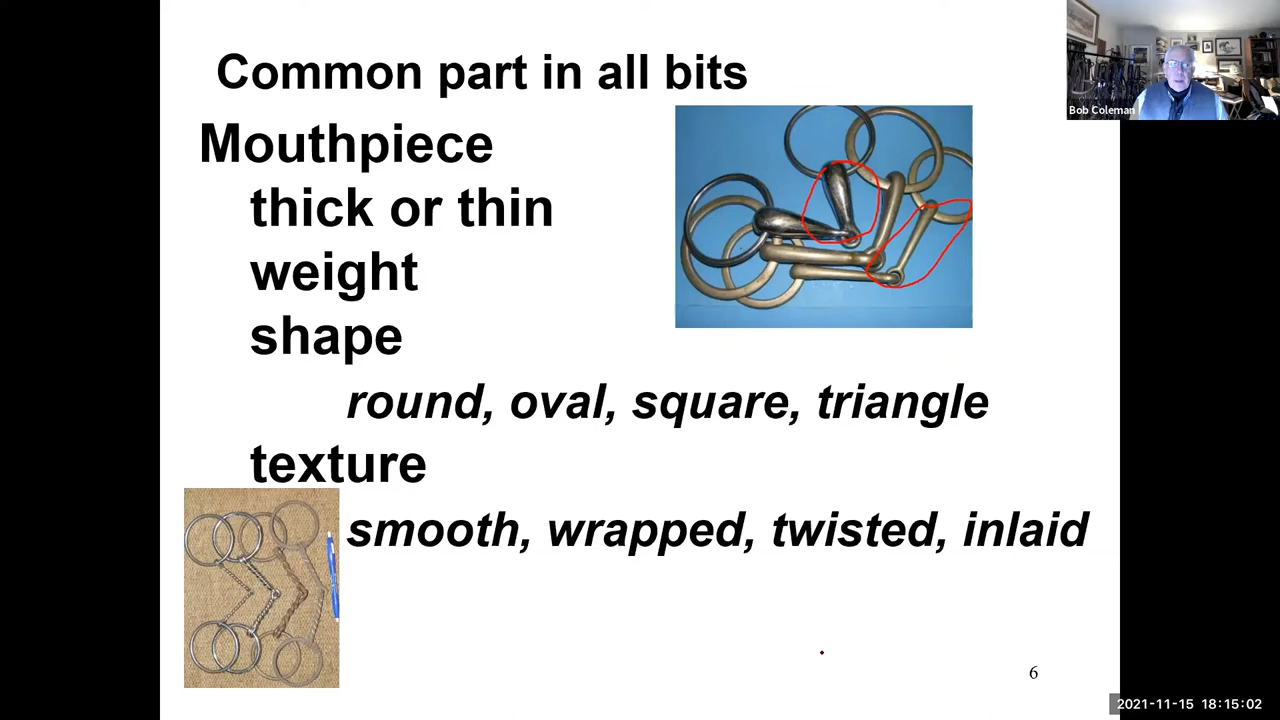 Common part in all bits
Mouthpiece
thick or thin
weight
shape
round, oval, square, triangle
texture
smooth, wrapped, twisted, inlaid
6
Bob Coleman
2021-11-15 18:15:02